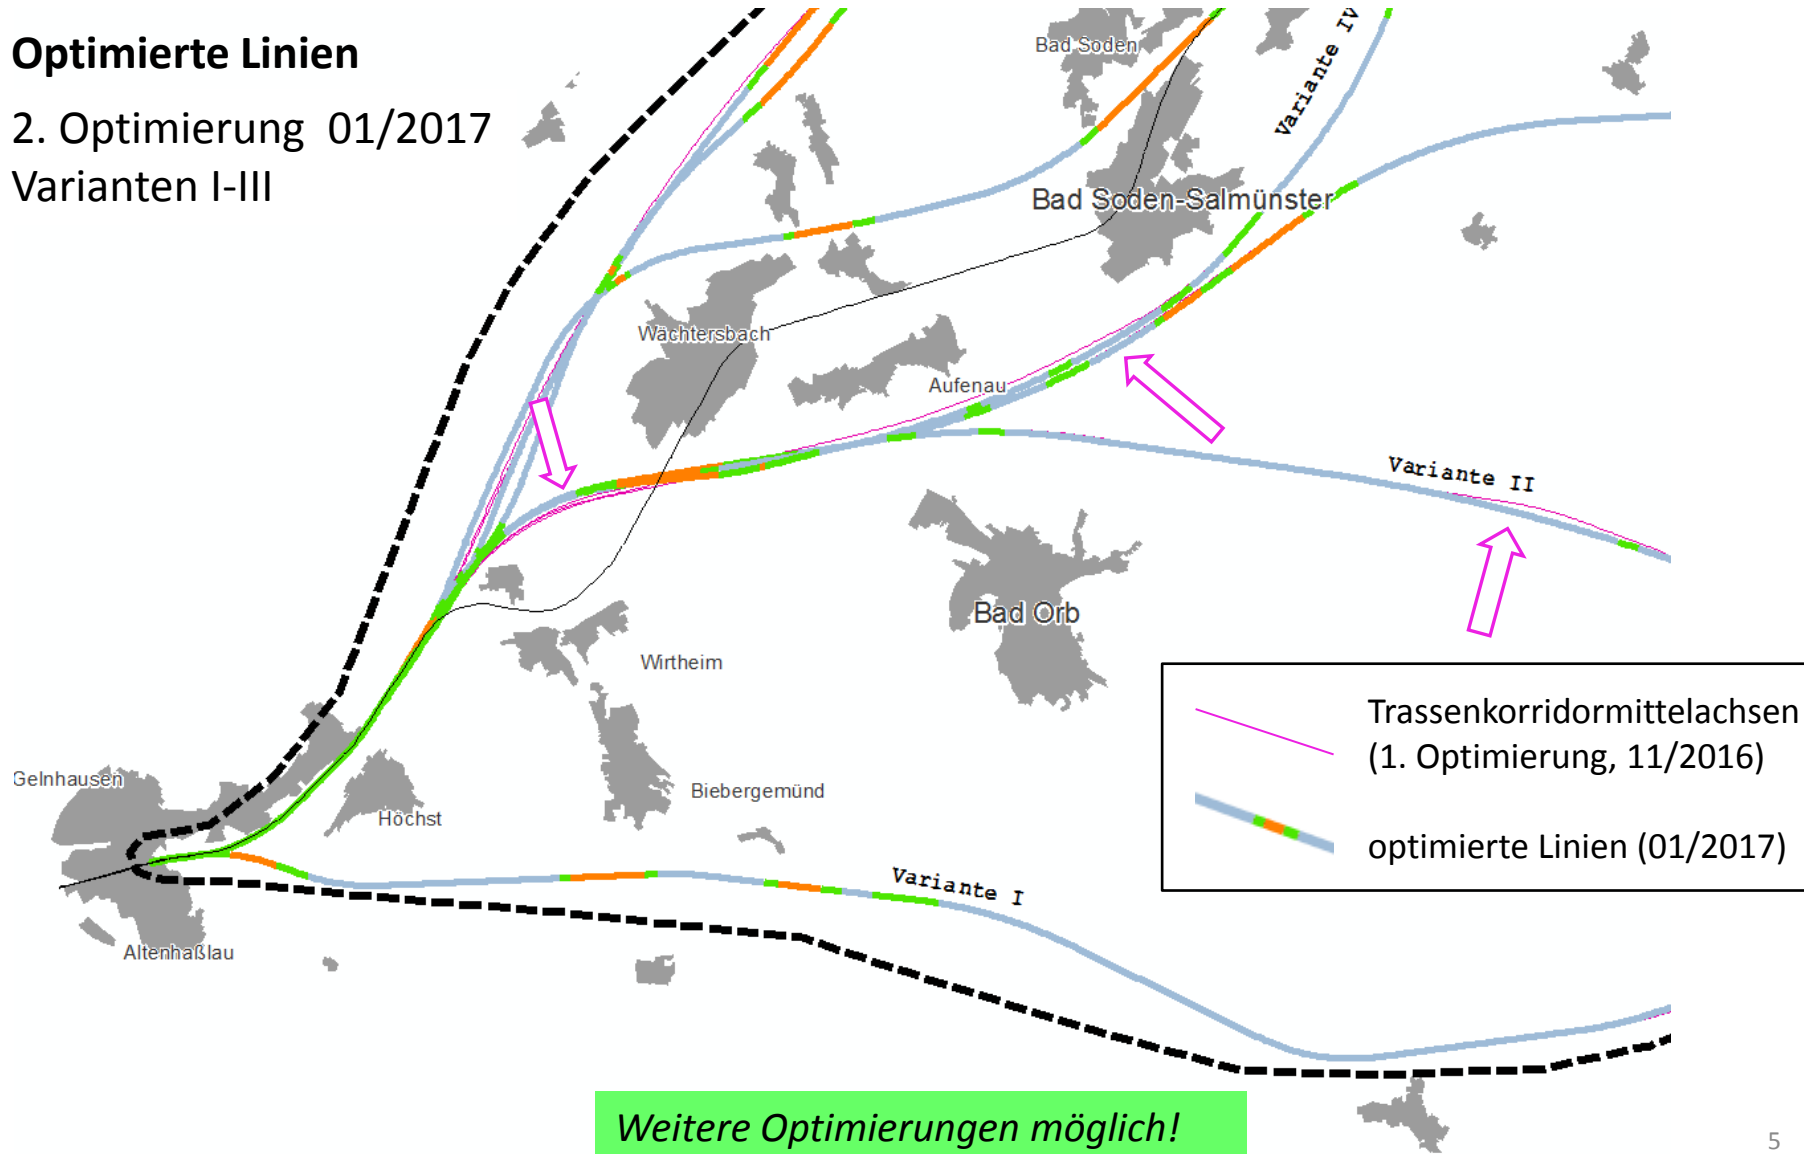 Optimierte Linien
2. Optimierung 01/2017
Varianten I-III
Bad Soden
Variante IV
Bad Soden-Salmünster
Wächtersbach
Aufenau
Variante II
Bad Orb
Wirtheim
Trassenkorridormittelachsen
(1. Optimierung, 11/2016)
optimierte Linien (01/2017)
Gelnhausen
Biebergemünd
Höchst
Variante I
Altenhaßlau
Weitere Optimierungen möglich!
5